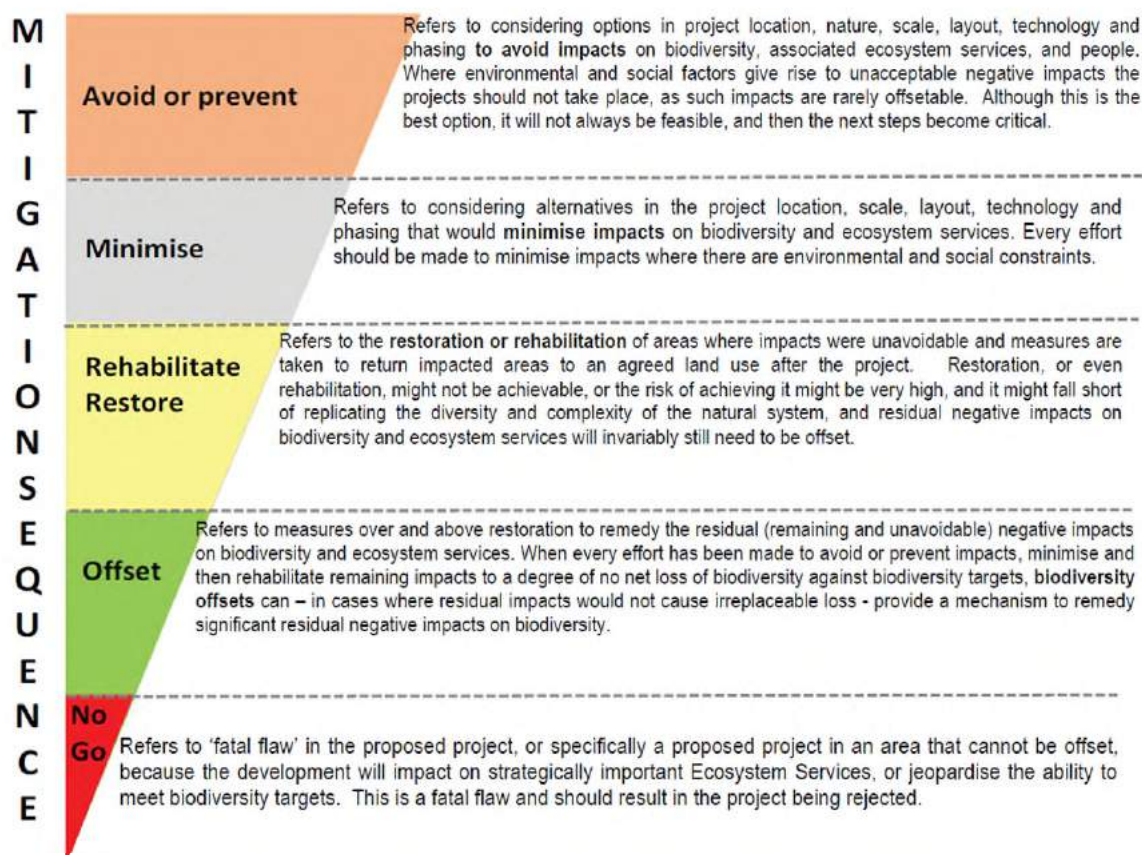 MITIGATION SEQUENCE
Avoid or prevent
Refers to considering options in project location, nature, scale, layout, technology and
phasing to avoid impacts on biodiversity, associated ecosystem services, and people.
Where environmental and social factors give rise to unacceptable negative impacts the
projects should not take place, as such impacts are rarely offsetable. Although this is the
best option, it will not always be feasible, and then the next steps become critical.
Minimise
Refers to considering alternatives in the project location, scale, layout, technology and
phasing that would minimise impacts on biodiversity and ecosystem services. Every effort
should be made to minimise impacts where there are environmental and social constraints.
Rehabilitate
Restore
Refers to the restoration or rehabilitation of areas where impacts were unavoidable and measures are
taken to return impacted areas to an agreed land use after the project. Restoration, or even
rehabilitation, might not be achievable, or the risk of achieving it might be very high, and it might fall short
of replicating the diversity and complexity of the natural system, and residual negative impacts on
biodiversity and ecosystem services will invariably still need to be offset.
Offset
Refers to measures over and above restoration to remedy the residual (remaining and unavoidable) negative impacts
on biodiversity and ecosystem services. When every effort has been made to avoid or prevent impacts, minimise and
then rehabilitate remaining impacts to a degree of no net loss of biodiversity against biodiversity targets, biodiversity
offsets can – in cases where residual impacts would not cause irreplaceable loss - provide a mechanism to remedy
significant residual negative impacts on biodiversity.
No
Go
Refers to ‘fatal flaw’ in the proposed project, or specifically a proposed project in an area that cannot be offset,
because the development will impact on strategically important Ecosystem Services, or jeopardise the ability to
meet biodiversity targets. This is a fatal flaw and should result in the project being rejected.